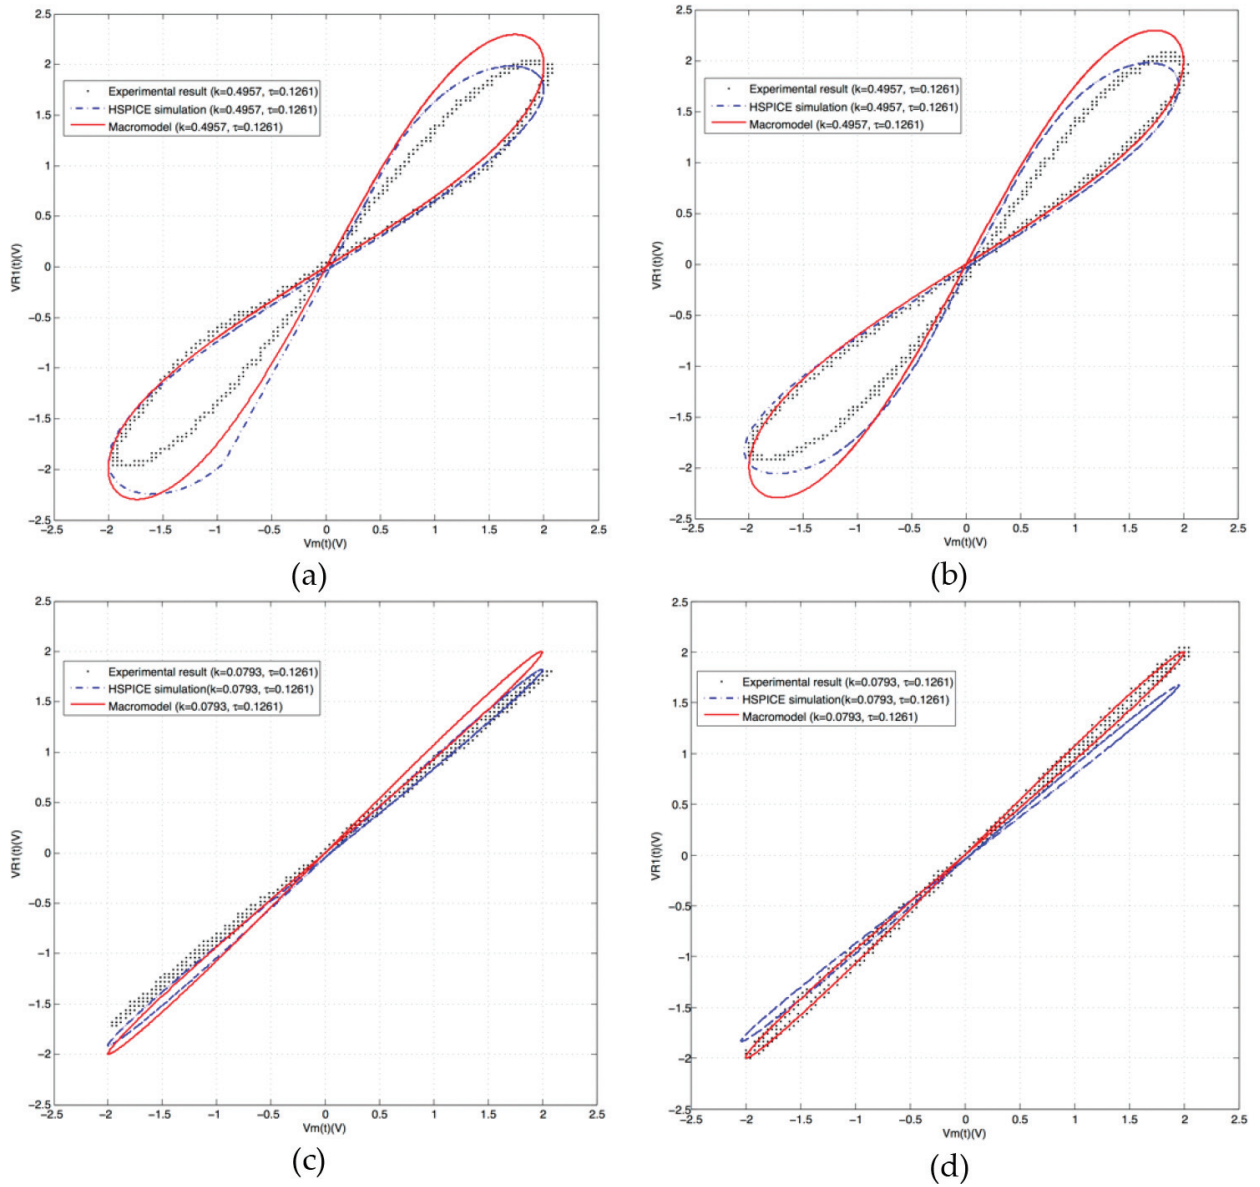 2.5
2
1.5
1
0.5
0
−0.5
−1
−1.5
−2
−2.5
VR1(t)(V)
Experimental result (k=0.4957, τ=0.1261)
HSPICE simulation (k=0.4957, τ=0.1261)
Macromodel (k=0.4957, τ=0.1261)
−2.5 −2 −1.5 −1 −0.5 0 0.5 1 1.5 2 2.5
Vm(t)(V)
(a)
2.5
2
1.5
1
0.5
0
−0.5
−1
−1.5
−2
−2.5
VR1(t)(V)
Experimental result (k=0.4957, τ=0.1261)
HSPICE simulation (k=0.4957, τ=0.1261)
Macromodel (k=0.4957, τ=0.1261)
−2.5 −2 −1.5 −1 −0.5 0 0.5 1 1.5 2 2.5
Vm(t)(V)
(b)
2.5
2
1.5
1
0.5
0
−0.5
−1
−1.5
−2
−2.5
VR1(t)(V)
Experimental result (k=0.0793, τ=0.1261)
HSPICE simulation(k=0.0793, τ=0.1261)
Macromodel (k=0.0793, τ=0.1261)
−2.5 −2 −1.5 −1 −0.5 0 0.5 1 1.5 2 2.5
Vm(t)(V)
(c)
2.5
2
1.5
1
0.5
0
−0.5
−1
−1.5
−2
−2.5
VR1(t)(V)
Experimental result (k=0.0793, τ=0.1261)
HSPICE simulation(k=0.0793, τ=0.1261)
Macromodel (k=0.0793, τ=0.1261)
−2.5 −2 −1.5 −1 −0.5 0 0.5 1 1.5 2 2.5
Vm(t)(V)
(d)